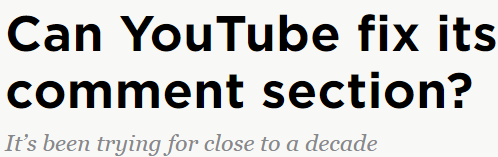 Can YouTube fix its
comment section?
It's been trying for close to a decade